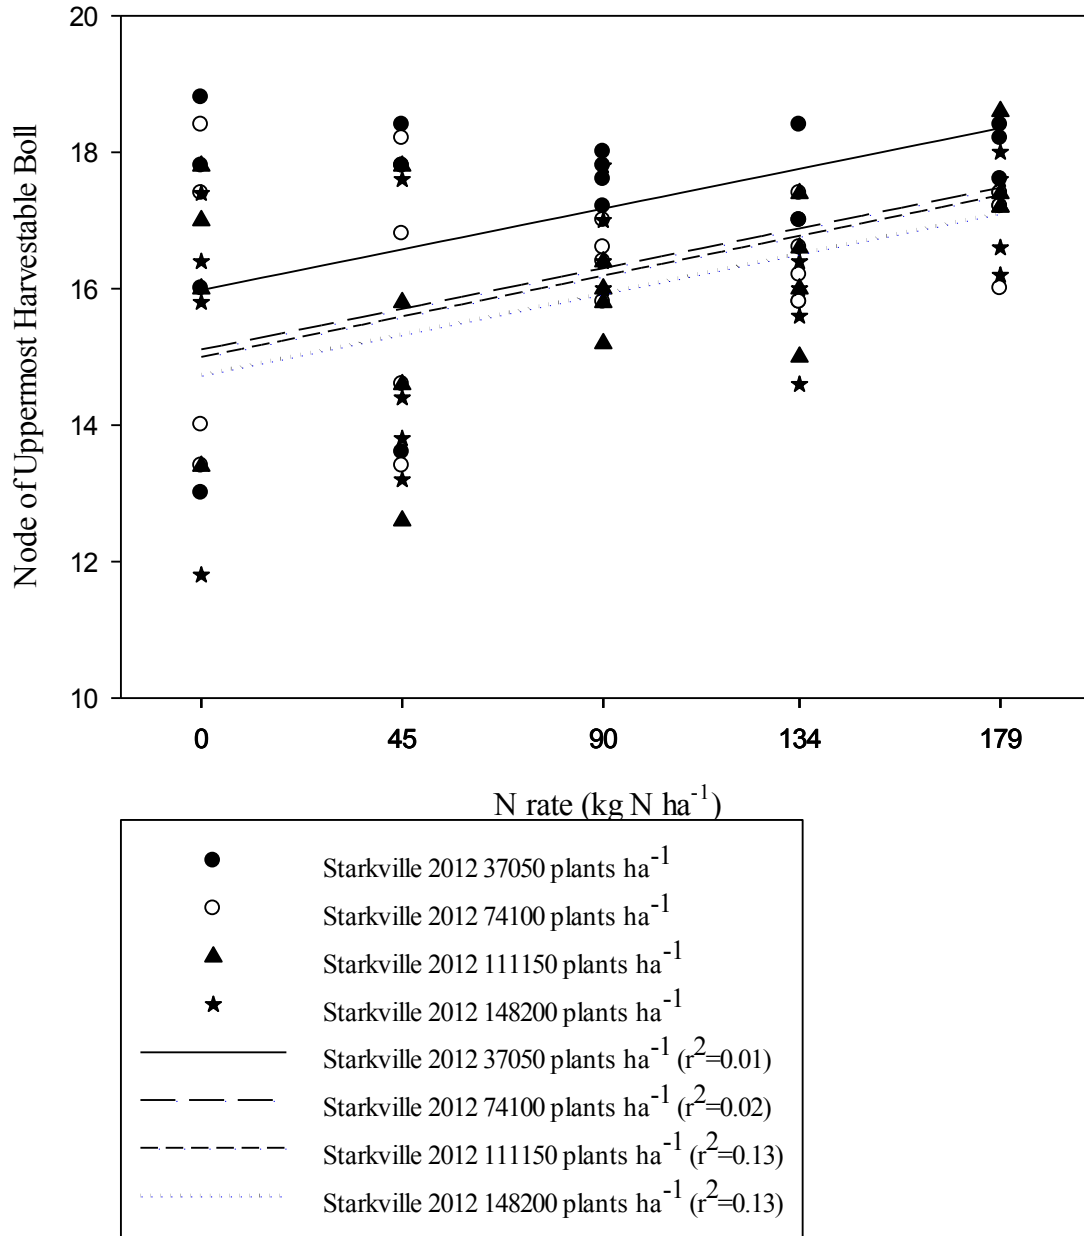 Node of Uppermost Harvestable Boll
20
18
16
14
12
10
0 45 90 134 179
N rate (kg N ha⁻¹)
Starkville 2012 37050 plants ha⁻¹
Starkville 2012 74100 plants ha⁻¹
Starkville 2012 111150 plants ha⁻¹
Starkville 2012 148200 plants ha⁻¹
Starkville 2012 37050 plants ha⁻¹ (r²=0.01)
Starkville 2012 74100 plants ha⁻¹ (r²=0.02)
Starkville 2012 111150 plants ha⁻¹ (r²=0.13)
Starkville 2012 148200 plants ha⁻¹ (r²=0.13)